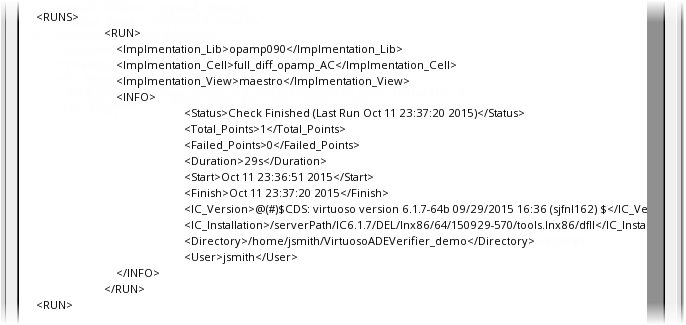 <RUNS>
<RUN>
<Implmentation_Lib>opamp090</Implmentation_Lib>
<Implmentation_Cell>full_diff_opamp_AC</Implmentation_Cell>
<Implmentation_View>maestro</Implmentation_View>
<INFO>
<Status>Check Finished (Last Run Oct 11 23:37:20 2015)</Status>
<Total_Points>1</Total_Points>
<Failed_Points>0</Failed_Points>
<Duration>29s</Duration>
<Start>Oct 11 23:36:51 2015</Start>
<Finish>Oct 11 23:37:20 2015</Finish>
<IC_Version>@(#)$CDS: virtuoso version 6.1.7-64b 09/29/2015 16:36 (sjfnl162) $</IC_Ve
<IC_Installation>/serverPath/IC6.1.7/DEL/lnx86/64/150929-570/tools.lnx86/dfII</IC_Insta
<Directory>/home/jsmith/VirtuosoADEVerifier_demo</Directory>
<User>jsmith</User>
</INFO>
</RUN>
<RUN>